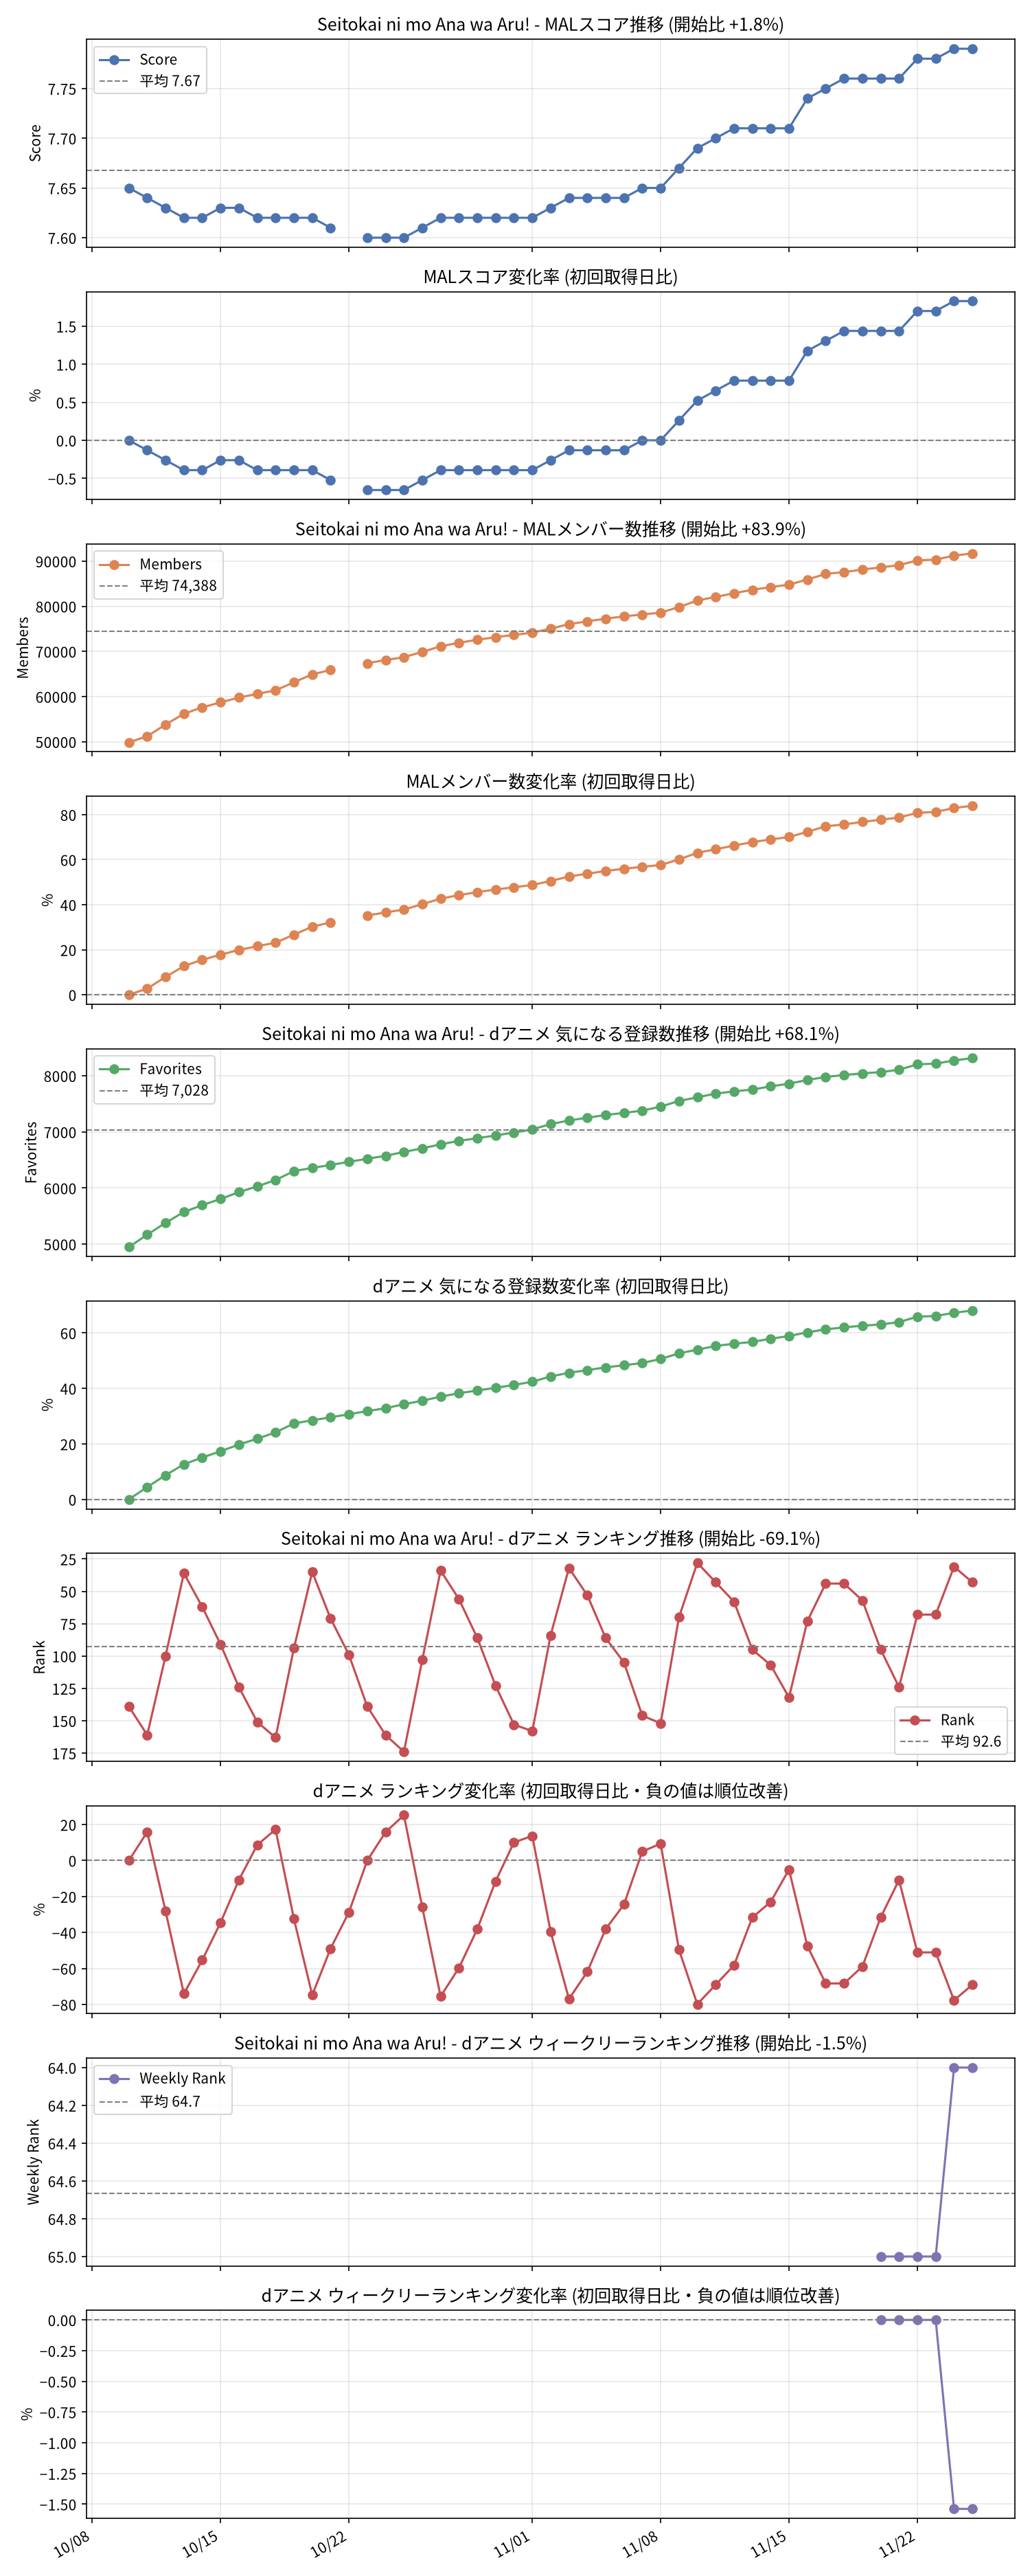 Seitokai ni mo Ana wa Aru! - MALスコア推移 (開始比 +1.8%)
Score
平均 7.67
Score
7.75
7.70
7.65
7.60
MALスコア変化率 (初回取得日比)
%
1.5
1.0
0.5
0.0
−0.5
Seitokai ni mo Ana wa Aru! - MALメンバー数推移 (開始比 +83.9%)
Members
平均 74,388
Members
90000
80000
70000
60000
50000
MALメンバー数変化率 (初回取得日比)
%
80
60
40
20
0
Seitokai ni mo Ana wa Aru! - dアニメ 気になる登録数推移 (開始比 +68.1%)
Favorites
平均 7,028
Favorites
8000
7000
6000
5000
dアニメ 気になる登録数変化率 (初回取得日比)
%
60
40
20
0
Seitokai ni mo Ana wa Aru! - dアニメ ランキング推移 (開始比 -69.1%)
Rank
25
50
75
100
125
150
175
Rank
平均 92.6
dアニメ ランキング変化率 (初回取得日比・負の値は順位改善)
%
20
0
−20
−40
−60
−80
Seitokai ni mo Ana wa Aru! - dアニメ ウィークリーランキング推移 (開始比 -1.5%)
Weekly Rank
平均 64.7
Weekly Rank
64.0
64.2
64.4
64.6
64.8
65.0
dアニメ ウィークリーランキング変化率 (初回取得日比・負の値は順位改善)
%
0.00
−0.25
−0.50
−0.75
−1.00
−1.25
−1.50
10/08
10/15
10/22
11/01
11/08
11/15
11/22